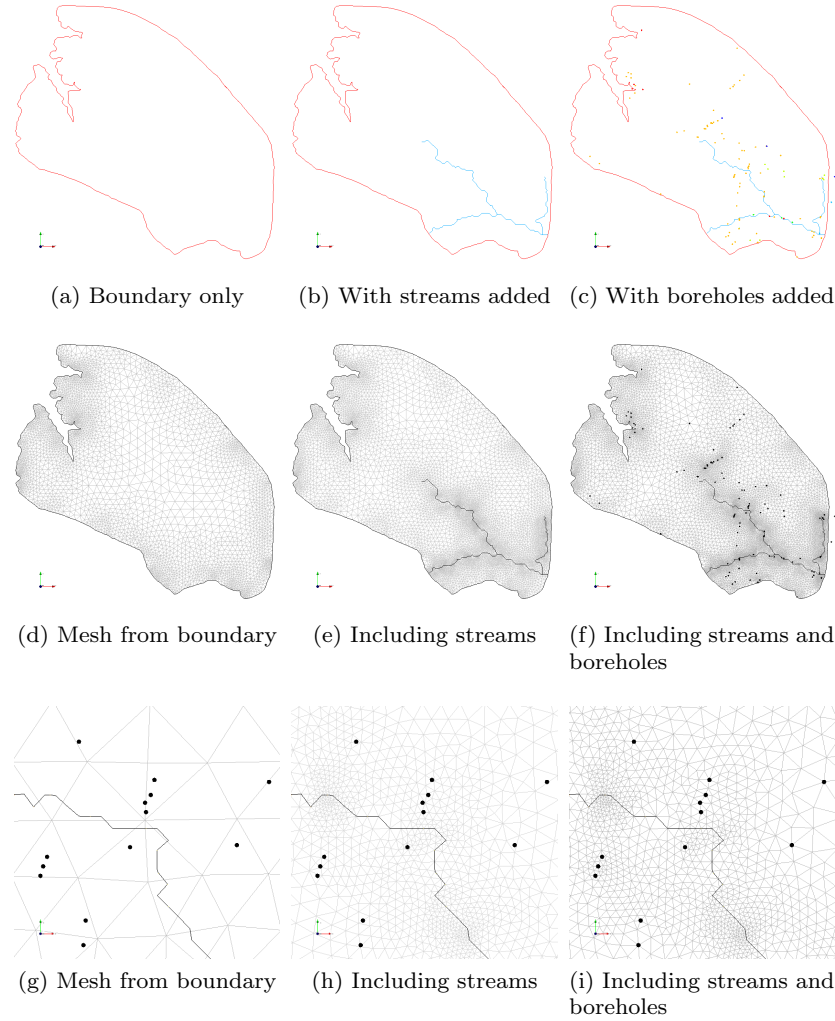 (a) Boundary only
(b) With streams added
(c) With boreholes added
(d) Mesh from boundary
(e) Including streams
(f) Including streams and
boreholes
(g) Mesh from boundary
(h) Including streams
(i) Including streams and
boreholes